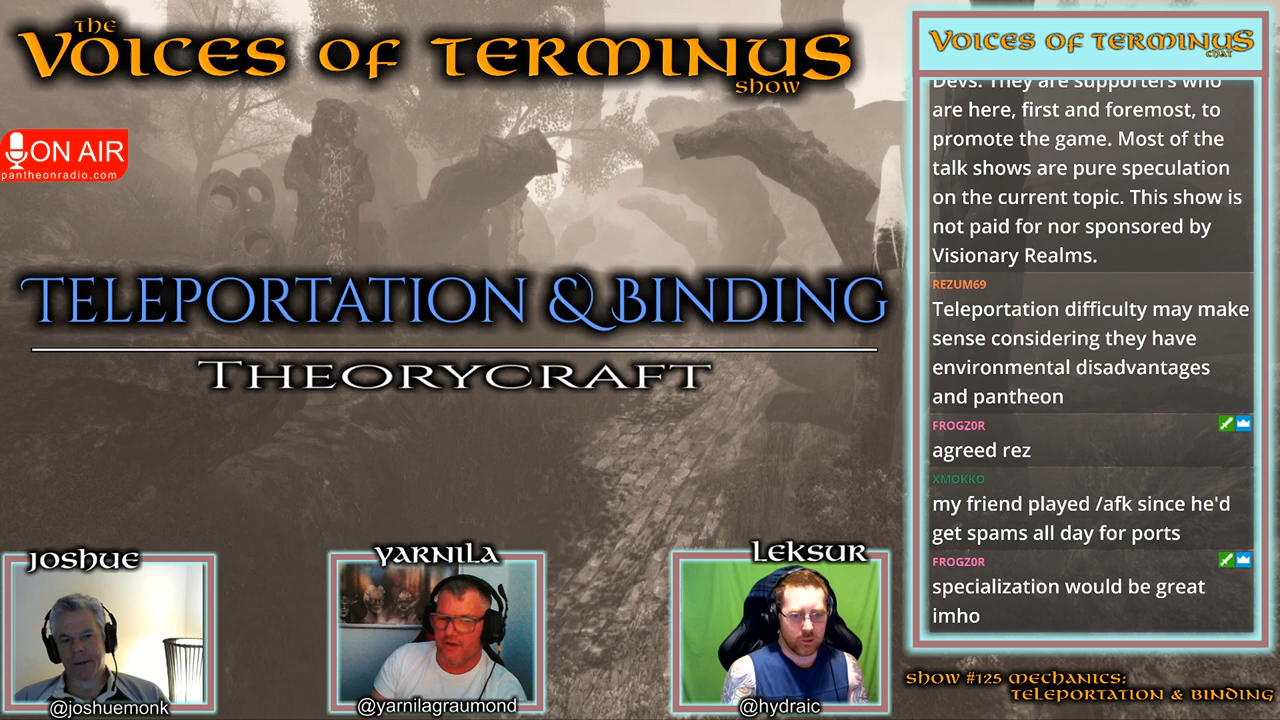 THE
VOICES OF TERMINUS
SHOW
ON AIR
pantheonradio.com
TELEPORTATION & BINDING
THEORYCRAFT
JOSHUE
@joshuemonk
YARNILA
@yarnilagraumond
LEKSUR
@hydraic
VOICES OF TERMINUS
CHAT
Devs. They are supporters who
are here, first and foremost, to
promote the game. Most of the
talk shows are pure speculation
on the current topic. This show is
not paid for nor sponsored by
Visionary Realms.
REZUM69
Teleportation difficulty may make
sense considering they have
environmental disadvantages
and pantheon
FROGZ0R
agreed rez
XMOKKO
my friend played /afk since he'd
get spams all day for ports
FROGZ0R
specialization would be great
imho
SHOW #125 MECHANICS:
TELEPORTATION & BINDING